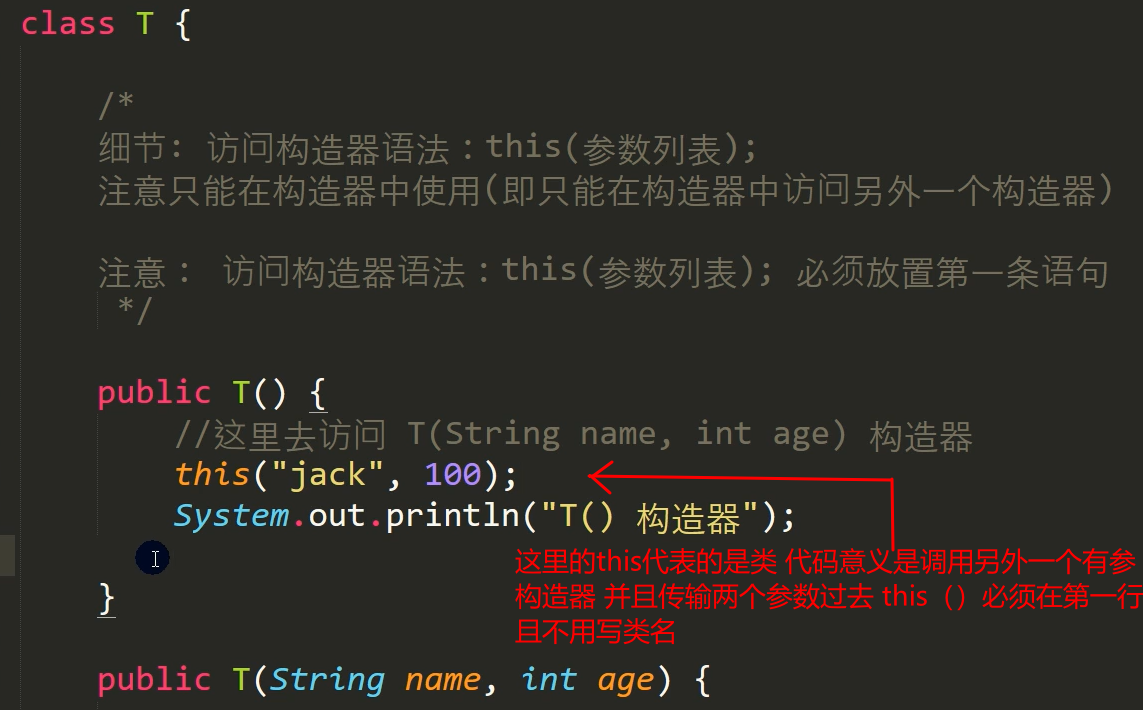 class T {
/*
细节: 访问构造器语法：this(参数列表);
注意只能在构造器中使用(即只能在构造器中访问另外一个构造器)
注意： 访问构造器语法：this(参数列表); 必须放置第一条语句
*/
public T() {
//这里去访问 T(String name, int age) 构造器
this("jack", 100);
System.out.println("T() 构造器");
这里的this代表的是类 代码意义是调用另外一个有参
构造器 并且传输两个参数过去 this（）必须在第一行
且不用写类名
}
public T(String name, int age) {